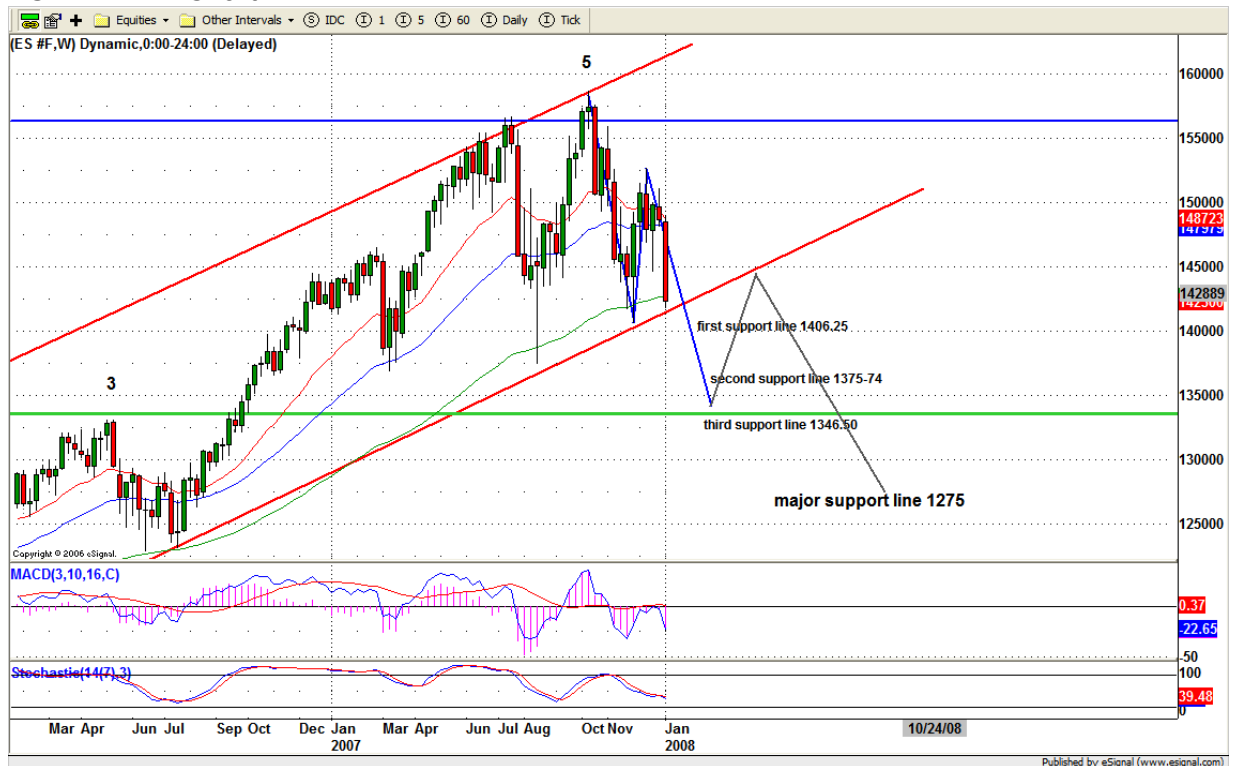 Equities Other Intervals S IDC I 1 I 5 I 60 I Daily I Tick
(ES #F,W) Dynamic,0:00-24:00 (Delayed)
5
160000
155000
150000
148723
147975
145000
142889
142500
first support line 1406.25
140000
3
second support line 1375-74
135000
third support line 1346.50
130000
major support line 1275
125000
Copyright © 2006 eSignal.
MACD(3,10,16,C)
0.37
-22.65
-50
Stochastic(14(7),3)
100
39.48
0
Mar Apr Jun Jul Sep Oct Dec Jan Mar Apr Jun Jul Aug Oct Nov Jan 10/24/08
2007 2008
Published by eSignal (www.esignal.com)